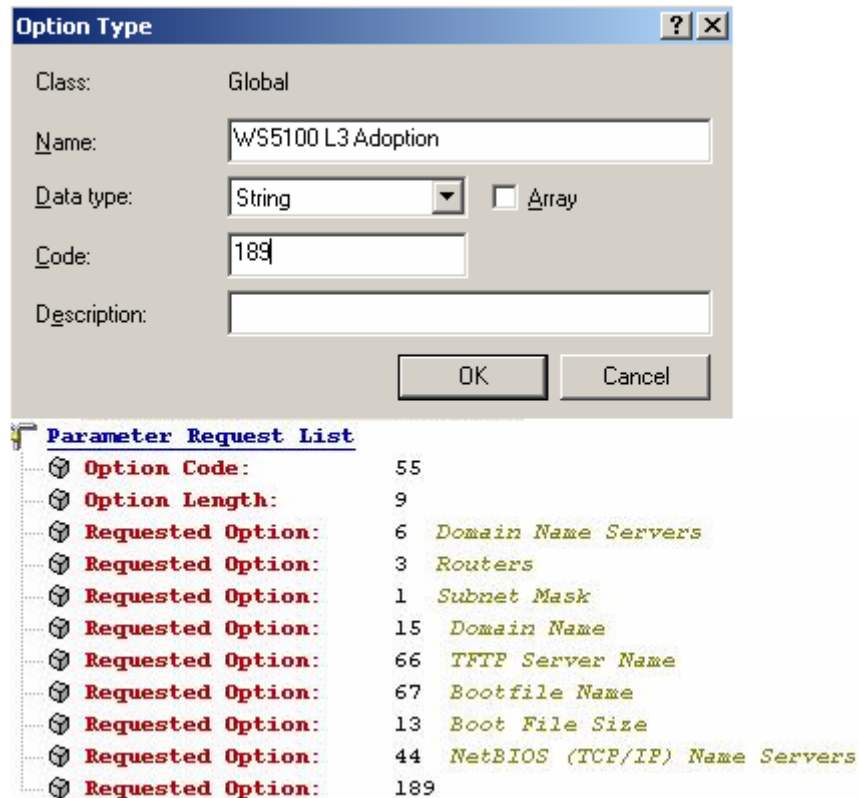 Option Type
Class: Global
Name: WS5100 L3 Adoption
Data type: String Array
Code: 189
Description:
OK Cancel
Parameter Request List
Option Code: 55
Option Length: 9
Requested Option: 6 Domain Name Servers
Requested Option: 3 Routers
Requested Option: 1 Subnet Mask
Requested Option: 15 Domain Name
Requested Option: 66 TFTP Server Name
Requested Option: 67 Bootfile Name
Requested Option: 13 Boot File Size
Requested Option: 44 NetBIOS (TCP/IP) Name Servers
Requested Option: 189